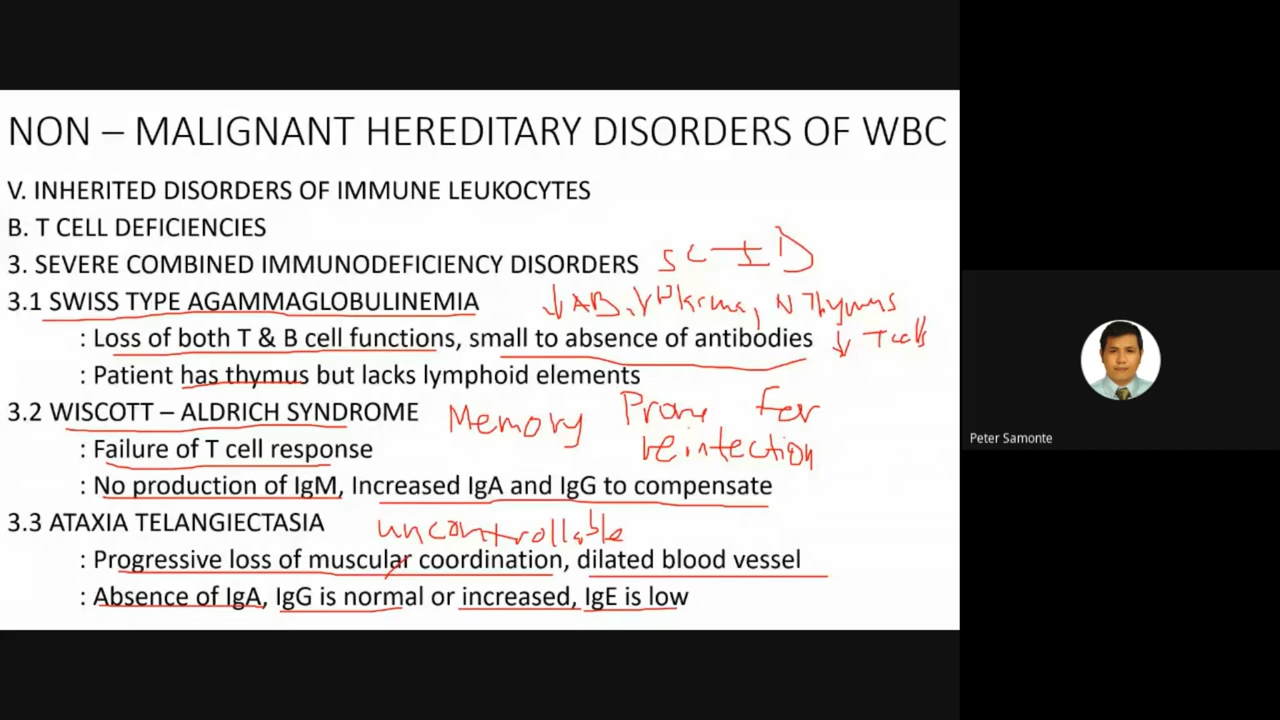 NON – MALIGNANT HEREDITARY DISORDERS OF WBC
V. INHERITED DISORDERS OF IMMUNE LEUKOCYTES
B. T CELL DEFICIENCIES
3. SEVERE COMBINED IMMUNODEFICIENCY DISORDERS SCID
3.1 SWISS TYPE AGAMMAGLOBULINEMIA ↓ AB, ↓ Plasma, N Thymus
: Loss of both T & B cell functions, small to absence of antibodies ↓ T cells
: Patient has thymus but lacks lymphoid elements
3.2 WISCOTT – ALDRICH SYNDROME Memory Prone For
: Failure of T cell response reinfection
: No production of IgM, Increased IgA and IgG to compensate
3.3 ATAXIA TELANGIECTASIA uncontrollable
: Progressive loss of muscular coordination, dilated blood vessel
: Absence of IgA, IgG is normal or increased, IgE is low
Peter Samonte